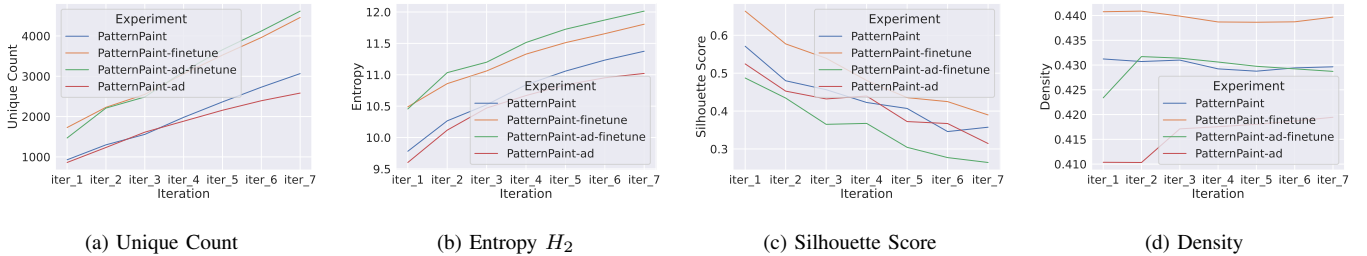 Unique Count
4000
3000
2000
1000
Experiment
PatternPaint
PatternPaint-finetune
PatternPaint-ad-finetune
PatternPaint-ad
iter_1 iter_2 iter_3 iter_4 iter_5 iter_6 iter_7
Iteration
(a) Unique Count
Entropy
12.0
11.5
11.0
10.5
10.0
9.5
Experiment
PatternPaint
PatternPaint-finetune
PatternPaint-ad-finetune
PatternPaint-ad
iter_1 iter_2 iter_3 iter_4 iter_5 iter_6 iter_7
Iteration
(b) Entropy H2
Silhouette Score
0.6
0.5
0.4
0.3
Experiment
PatternPaint
PatternPaint-finetune
PatternPaint-ad-finetune
PatternPaint-ad
iter_1 iter_2 iter_3 iter_4 iter_5 iter_6 iter_7
Iteration
(c) Silhouette Score
Density
0.440
0.435
0.430
0.425
0.420
0.415
0.410
Experiment
PatternPaint
PatternPaint-finetune
PatternPaint-ad-finetune
PatternPaint-ad
iter_1 iter_2 iter_3 iter_4 iter_5 iter_6 iter_7
Iteration
(d) Density